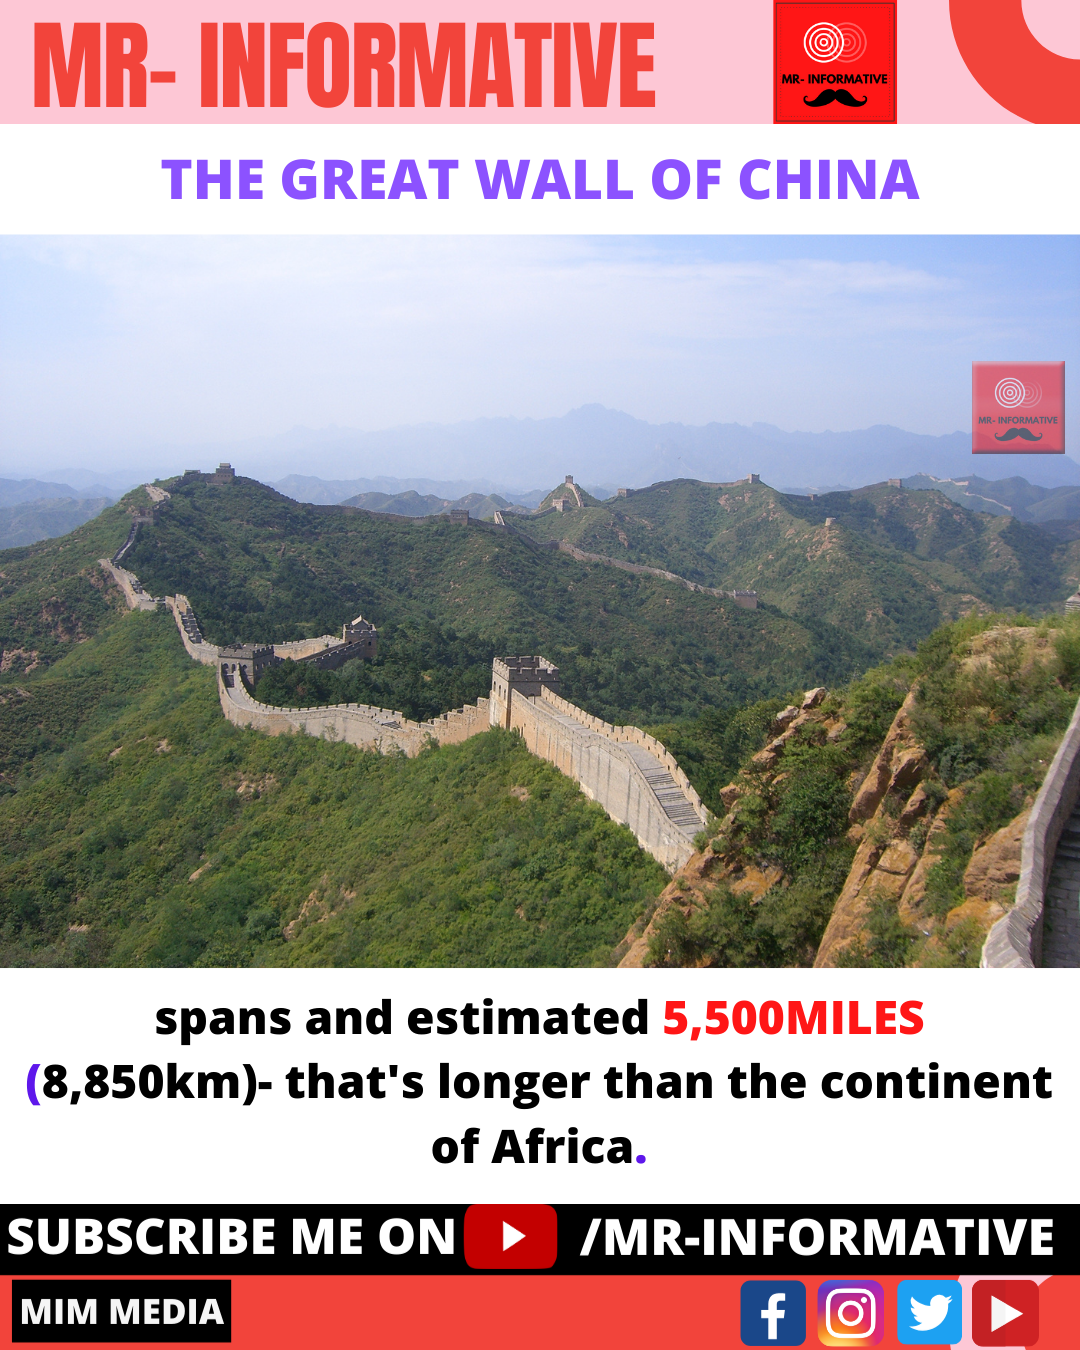 MR- INFORMATIVE
MR- INFORMATIVE
THE GREAT WALL OF CHINA
MR- INFORMATIVE
spans and estimated 5,500MILES
(8,850km)- that's longer than the continent
of Africa.
SUBSCRIBE ME ON /MR-INFORMATIVE
MIM MEDIA